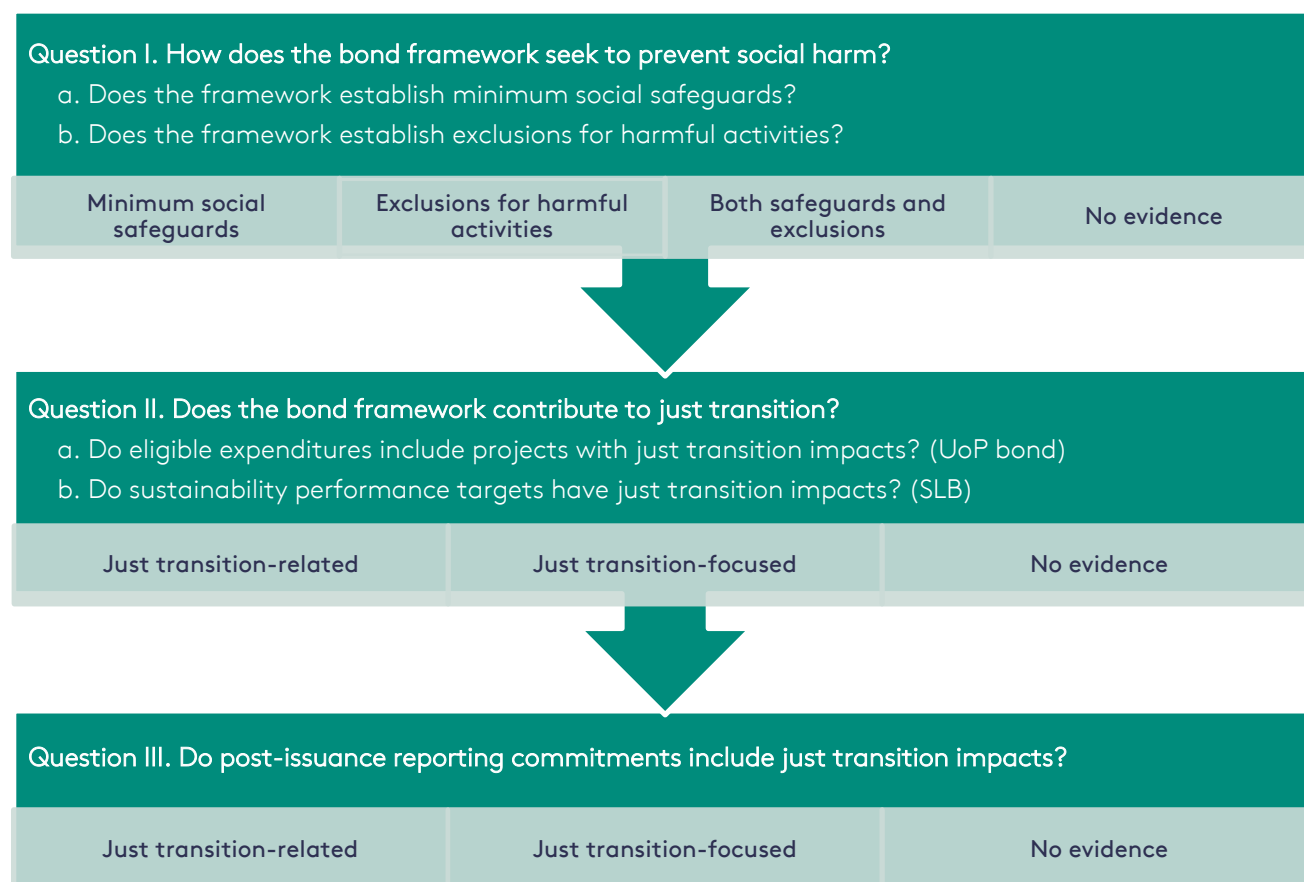 Question I. How does the bond framework seek to prevent social harm?
a. Does the framework establish minimum social safeguards?
b. Does the framework establish exclusions for harmful activities?
Minimum social
safeguards
Exclusions for harmful
activities
Both safeguards and
exclusions
No evidence
Question II. Does the bond framework contribute to just transition?
a. Do eligible expenditures include projects with just transition impacts? (UoP bond)
b. Do sustainability performance targets have just transition impacts? (SLB)
Just transition-related
Just transition-focused
No evidence
Question III. Do post-issuance reporting commitments include just transition impacts?
Just transition-related
Just transition-focused
No evidence